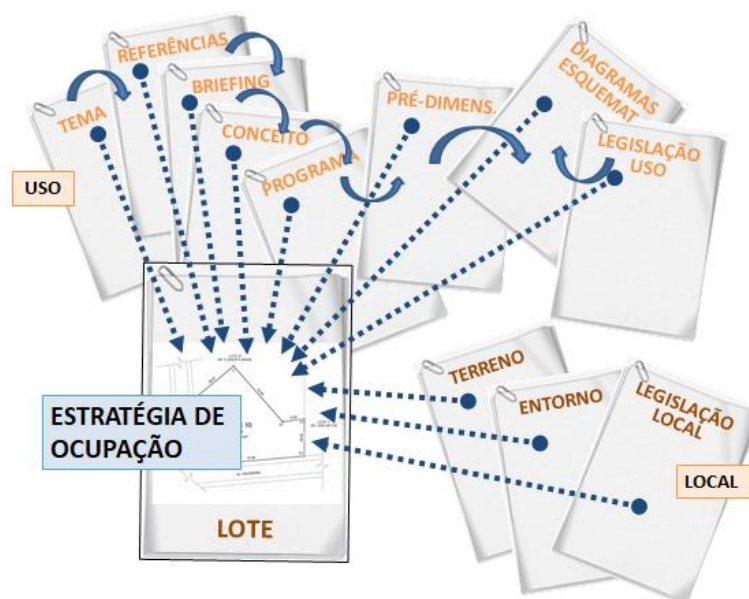 REFERÊNCIAS
BRIEFING
TEMA
CONCEITO
PROGRAMA
PRÉ-DIMENS.
DIAGRAMAS
ESQUEMAT
LEGISLAÇÃO
USO
USO
TERRENO
ENTORNO
LEGISLAÇÃO
LOCAL
LOCAL
ESTRATÉGIA DE
OCUPAÇÃO
LOTE